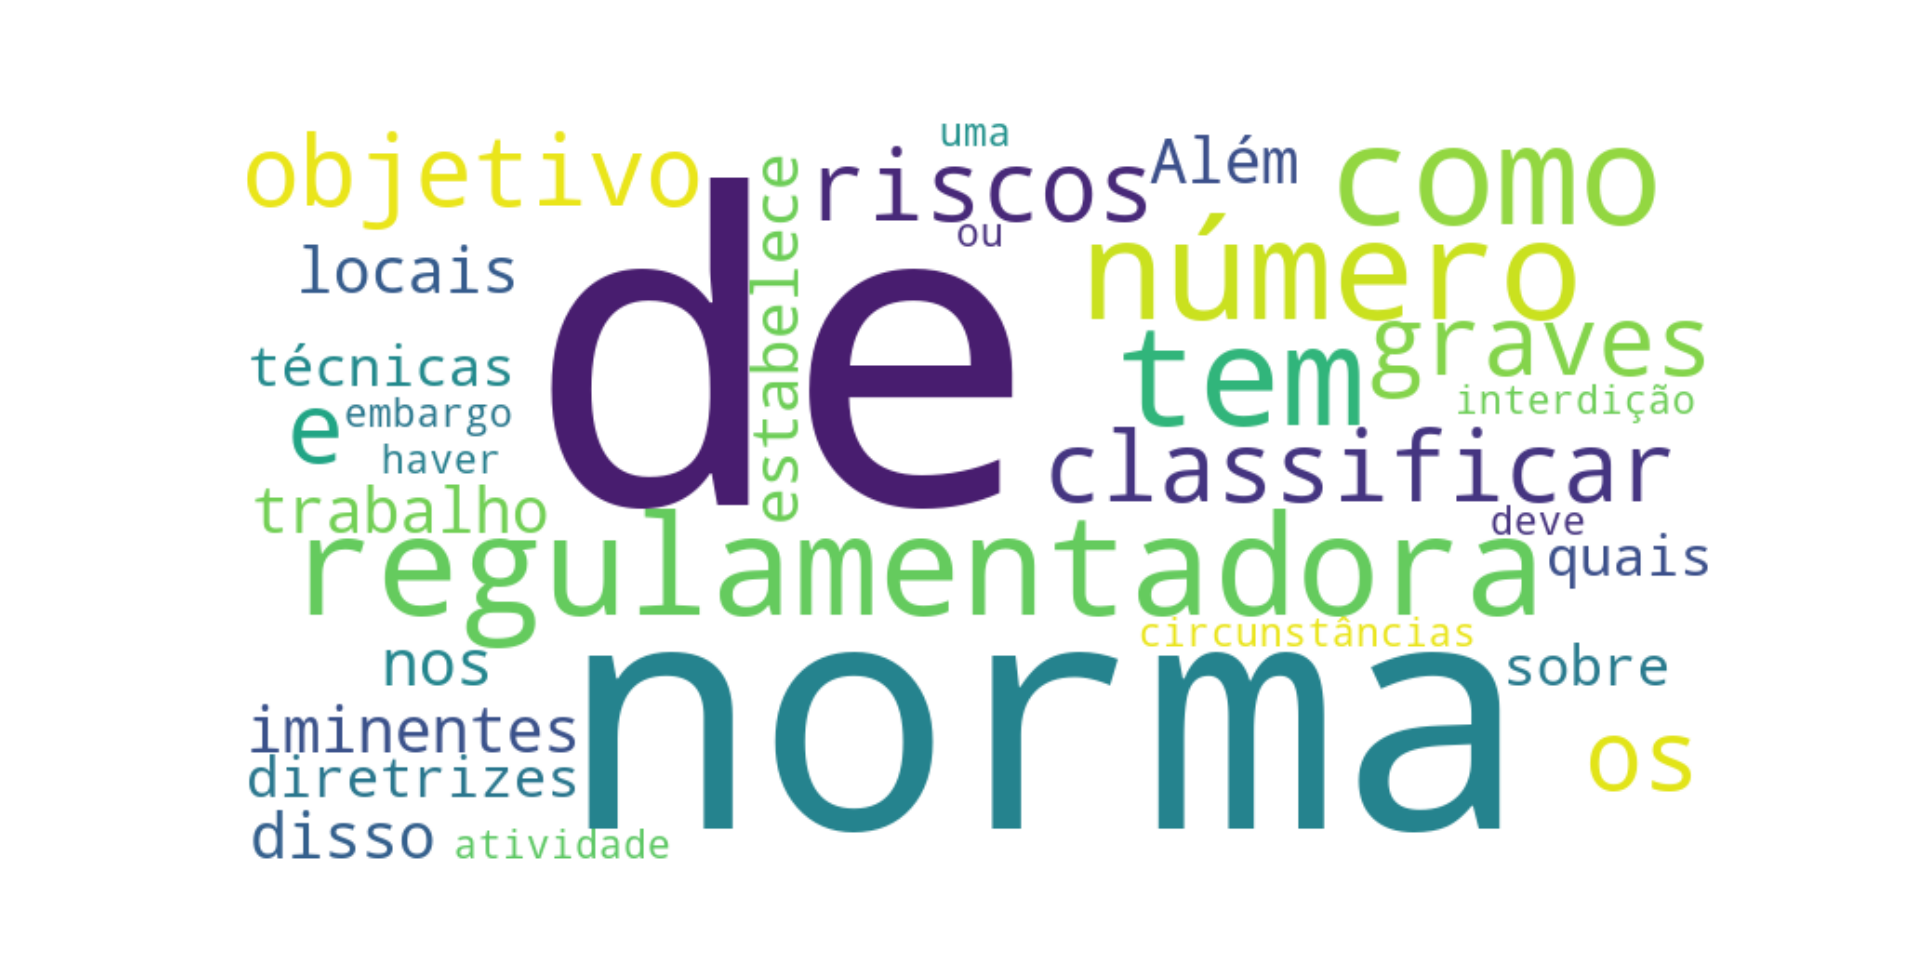 uma
objetivo
riscos
Além
como
estabelece
de
ou
número
locais
tem
graves
técnicas
interdição
e
embargo
haver
classificar
trabalho
deve
regulamentadora
quais
circunstâncias
nos
norma
sobre
iminentes
diretrizes
os
disso
atividade